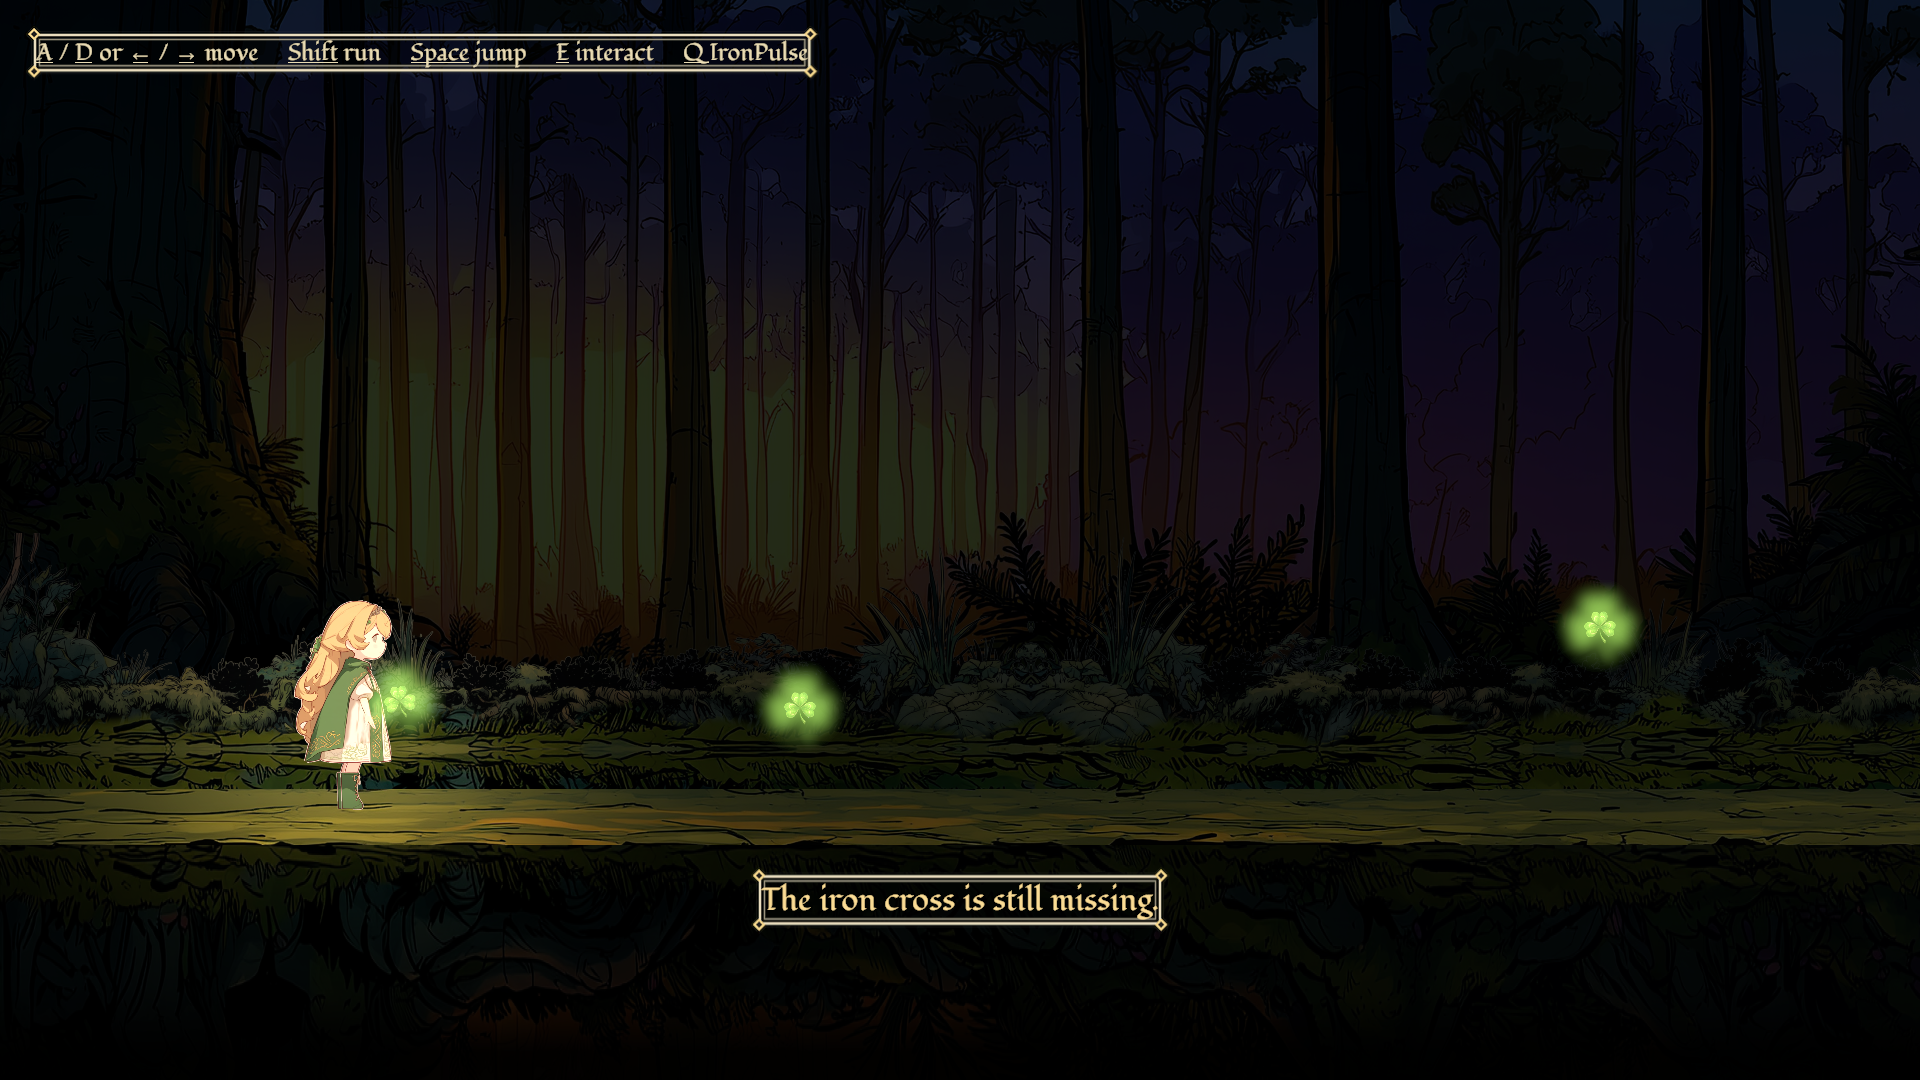 A / D or ← / → move Shift run Space jump E interact Q IronPulse
The iron cross is still missing.